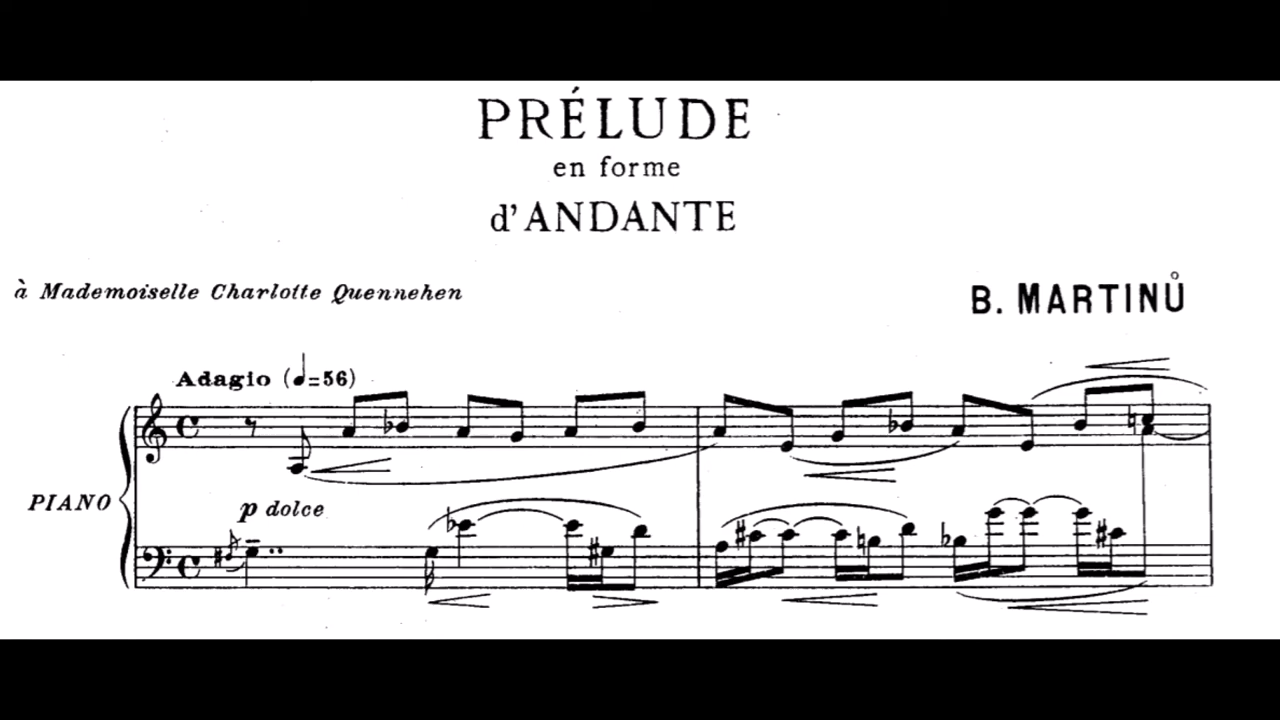 PRÉLUDE
en forme
d'ANDANTE
à Mademoiselle Charlotte Quennehen
B. MARTINŮ
Adagio (♩=56)
PIANO
p dolce